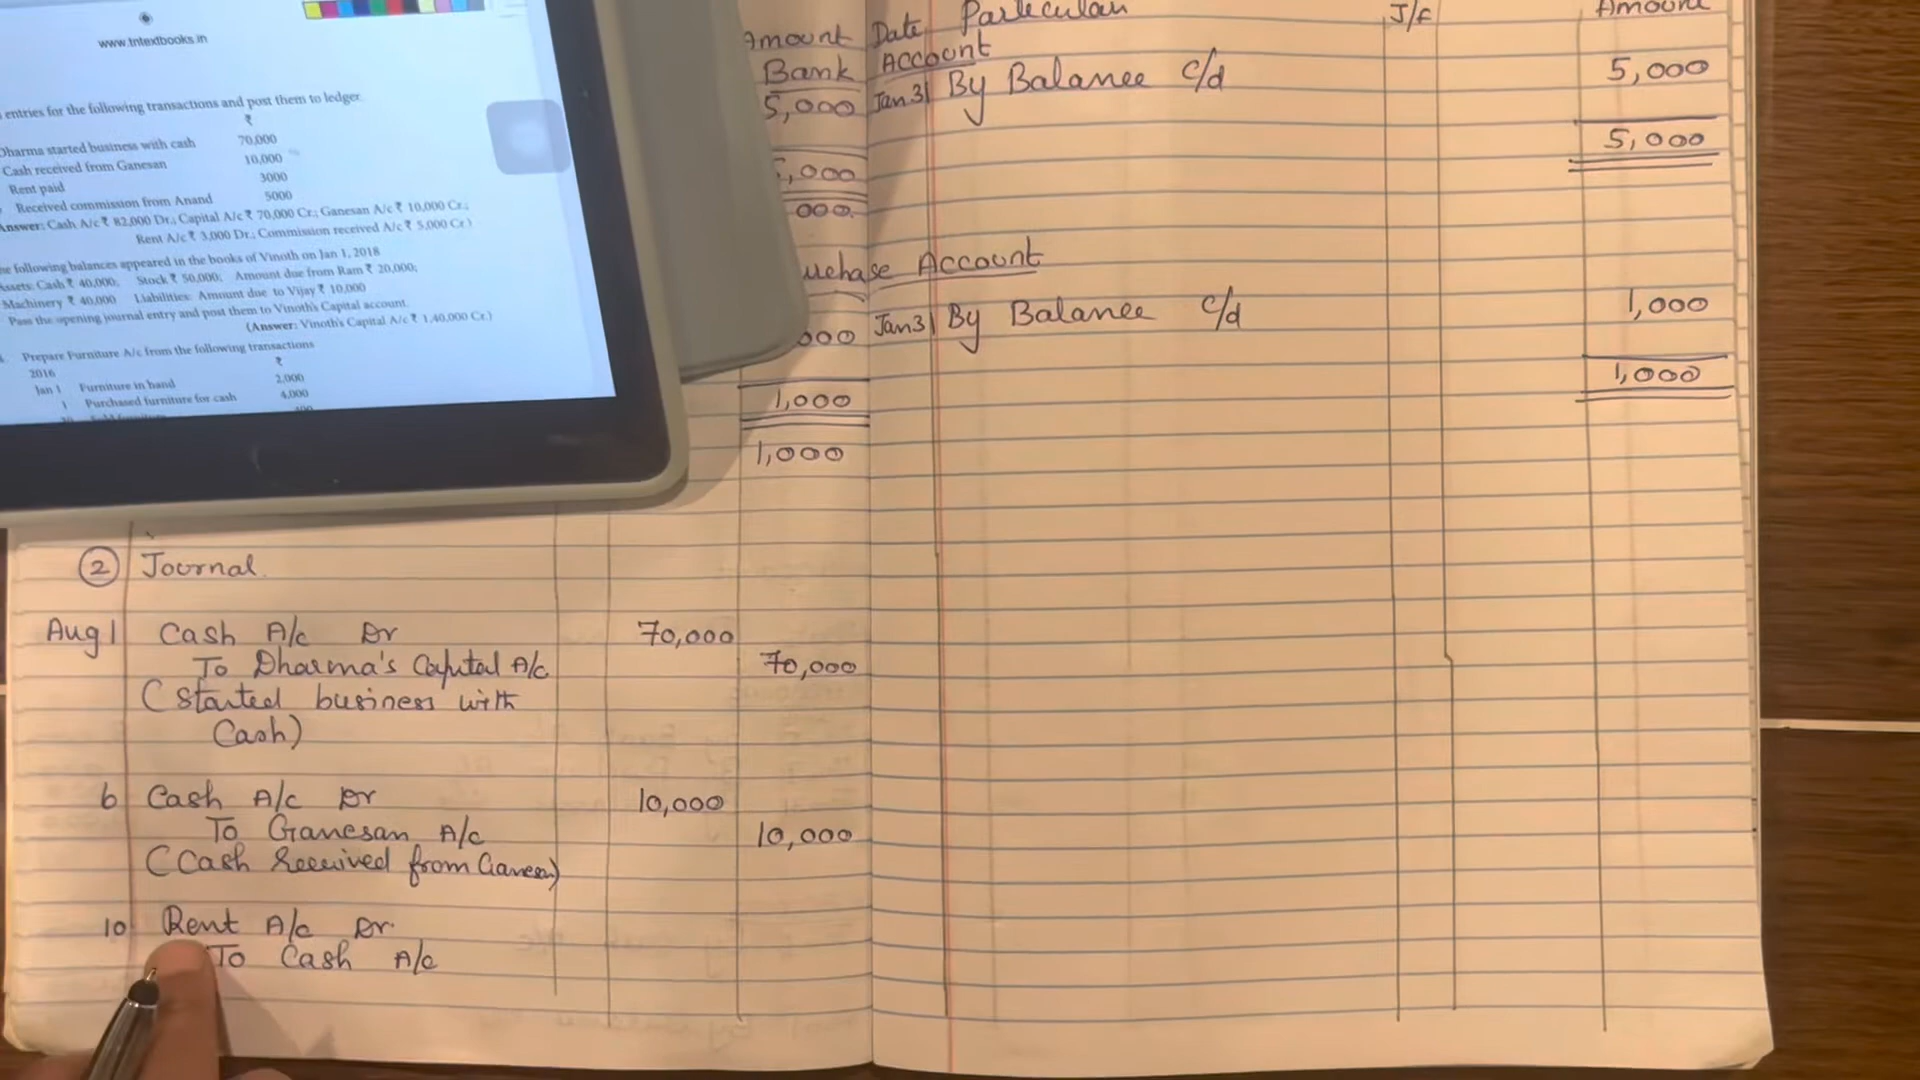 www.tntextbooks.in
entries for the following transactions and post them to ledger.
₹
Dharma started business with cash 70,000
Cash received from Ganesan 10,000
Rent paid 3000
Received commission from Anand 5000
Answer: Cash A/c ₹ 82,000 Dr.; Capital A/c ₹ 70,000 Cr.; Ganesan A/c ₹ 10,000 Cr.;
Rent A/c ₹ 3,000 Dr.; Commission received A/c ₹ 5,000 Cr.)
following balances appeared in the books of Vinoth on Jan 1, 2018
Assets: Cash ₹ 40,000; Stock ₹ 50,000; Amount due from Ram ₹ 20,000;
Machinery ₹ 40,000 Liabilities: Amount due to Vijay ₹ 10,000
Pass the opening journal entry and post them to Vinoth's Capital account.
(Answer: Vinoth's Capital A/c ₹ 1,40,000 Cr.)
Prepare Furniture A/c from the following transactions
2016 ₹
Jan 1 Furniture in hand 2,000
1 Purchased furniture for cash 4,000
Amount Date Particulars J/F Amount
Bank Account
5,000 Jan 31 By Balance c/d 5,000
5,000
,000
000
Account
000 Jan 31 By Balance c/d 1,000
1,000 1,000
1,000
② Journal.
Aug 1 Cash A/c Dr 70,000
To Dharma's Capital A/c 70,000
(Started business with
Cash)
6 Cash A/c Dr 10,000
To Ganesan A/c 10,000
(Cash Received from Ganesan)
10 Rent A/c Dr.
To Cash A/c